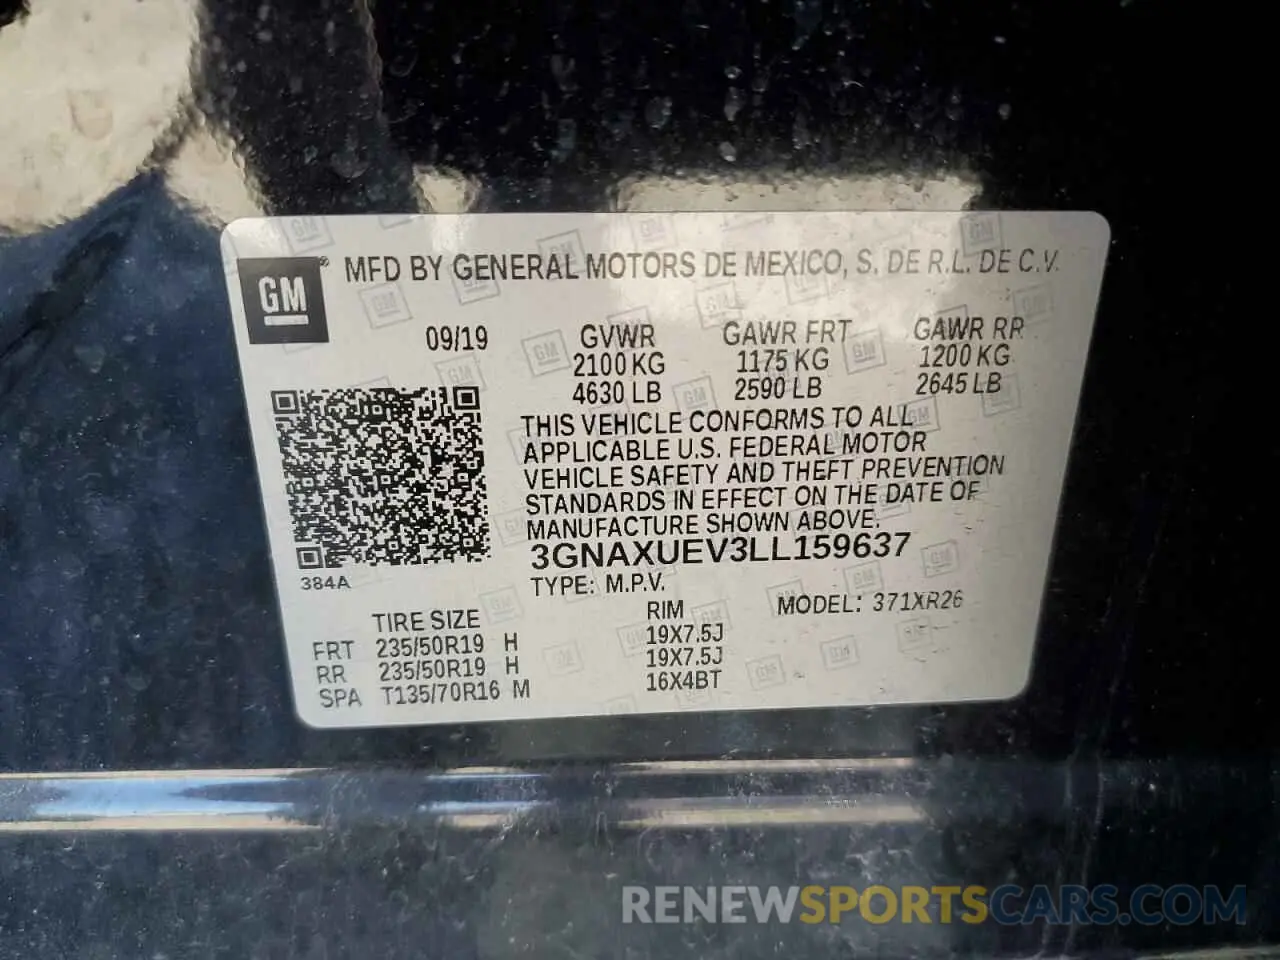 GM
MFD BY GENERAL MOTORS DE MEXICO, S. DE R.L. DE C.V.
09/19 GVWR GAWR FRT GAWR RR
2100 KG 1175 KG 1200 KG
4630 LB 2590 LB 2645 LB
THIS VEHICLE CONFORMS TO ALL
APPLICABLE U.S. FEDERAL MOTOR
VEHICLE SAFETY AND THEFT PREVENTION
STANDARDS IN EFFECT ON THE DATE OF
MANUFACTURE SHOWN ABOVE.
3GNAXUEV3LL159637
384A
TYPE: M.P.V.
TIRE SIZE RIM MODEL: 371XR26
FRT 235/50R19 H 19X7.5J
RR 235/50R19 H 19X7.5J
SPA T135/70R16 M 16X4BT
RENEWSPORTSCARS.COM